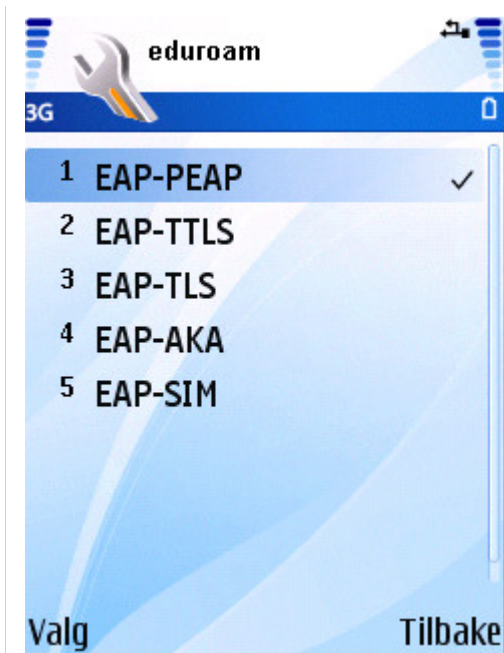 eduroam
3G
1 EAP-PEAP
2 EAP-TTLS
3 EAP-TLS
4 EAP-AKA
5 EAP-SIM
Valg Tilbake